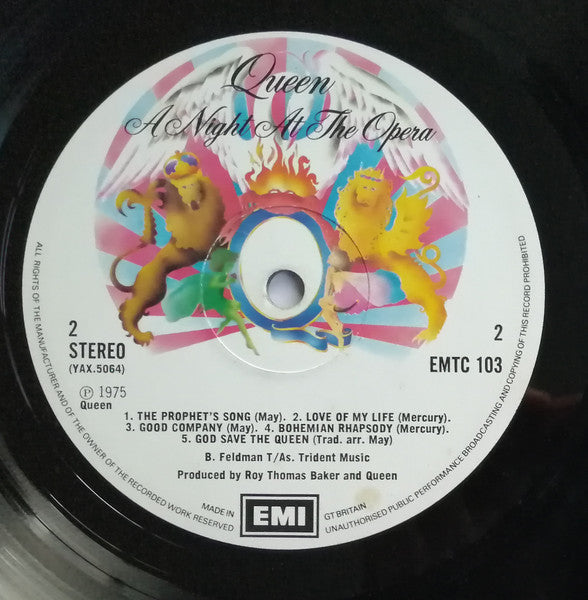 Queen
A Night At The Opera
2
STEREO
(YAX.5064)
℗ 1975
Queen
2
EMTC 103
1. THE PROPHET'S SONG (May). 2. LOVE OF MY LIFE (Mercury).
3. GOOD COMPANY (May). 4. BOHEMIAN RHAPSODY (Mercury).
5. GOD SAVE THE QUEEN (Trad. arr. May)
B. Feldman T/As. Trident Music
Produced by Roy Thomas Baker and Queen
ALL RIGHTS OF THE MANUFACTURER AND OF THE OWNER OF THE RECORDED WORK RESERVED
UNAUTHORISED PUBLIC PERFORMANCE BROADCASTING AND COPYING OF THIS RECORD PROHIBITED
MADE IN
EMI
GT BRITAIN